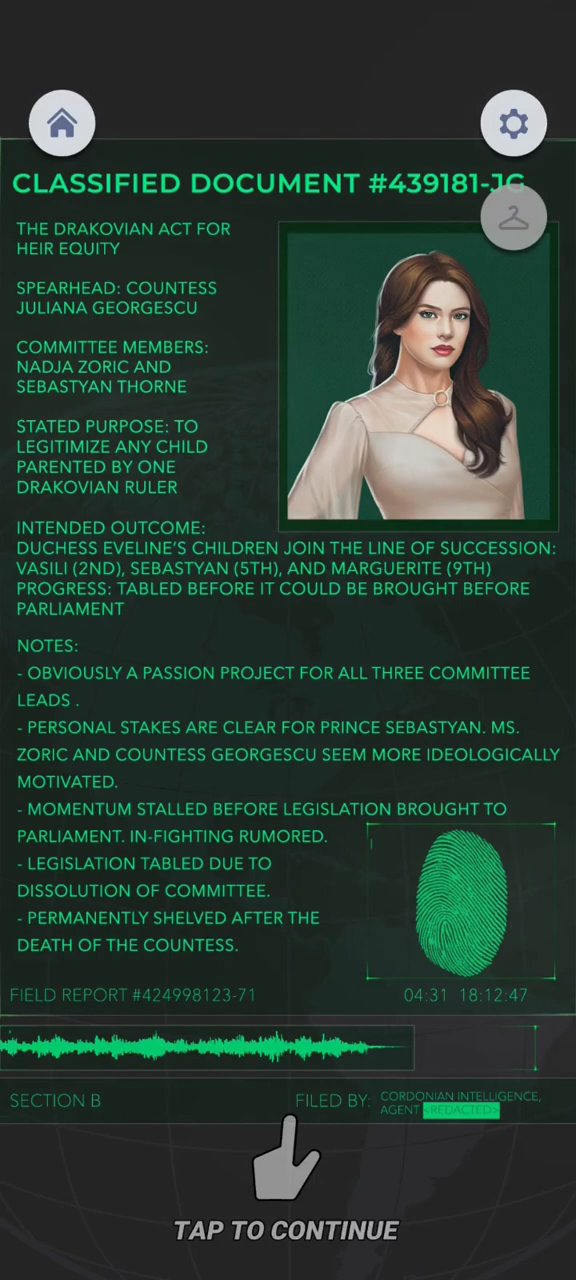 CLASSIFIED DOCUMENT #439181-JG
THE DRAKOVIAN ACT FOR
HEIR EQUITY
SPEARHEAD: COUNTESS
JULIANA GEORGESCU
COMMITTEE MEMBERS:
NADJA ZORIC AND
SEBASTYAN THORNE
STATED PURPOSE: TO
LEGITIMIZE ANY CHILD
PARENTED BY ONE
DRAKOVIAN RULER
INTENDED OUTCOME:
DUCHESS EVELINE'S CHILDREN JOIN THE LINE OF SUCCESSION:
VASILI (2ND), SEBASTYAN (5TH), AND MARGUERITE (9TH)
PROGRESS: TABLED BEFORE IT COULD BE BROUGHT BEFORE
PARLIAMENT
NOTES:
- OBVIOUSLY A PASSION PROJECT FOR ALL THREE COMMITTEE
LEADS .
- PERSONAL STAKES ARE CLEAR FOR PRINCE SEBASTYAN. MS.
ZORIC AND COUNTESS GEORGESCU SEEM MORE IDEOLOGICALLY
MOTIVATED.
- MOMENTUM STALLED BEFORE LEGISLATION BROUGHT TO
PARLIAMENT. IN-FIGHTING RUMORED.
- LEGISLATION TABLED DUE TO
DISSOLUTION OF COMMITTEE.
- PERMANENTLY SHELVED AFTER THE
DEATH OF THE COUNTESS.
FIELD REPORT #424998123-71
04:31 18:12:47
SECTION B
FILED BY:
CORDONIAN INTELLIGENCE,
AGENT <REDACTED>
TAP TO CONTINUE